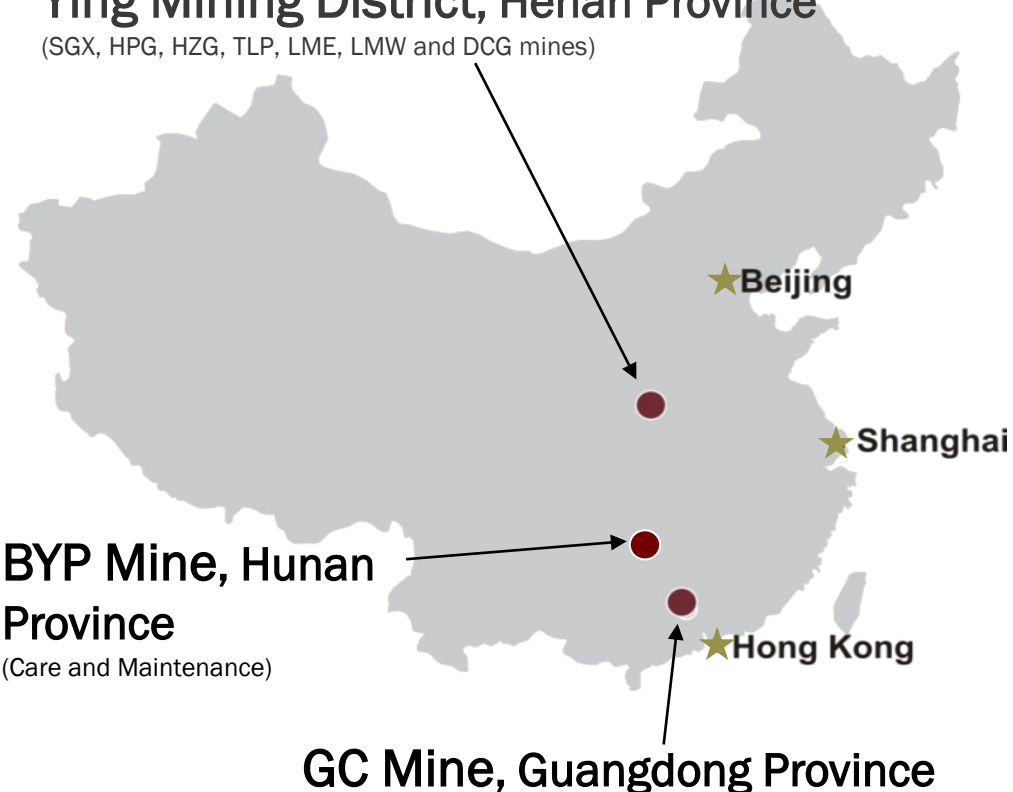 Ying Mining District, Henan Province
(SGX, HPG, HZG, TLP, LME, LMW and DCG mines)
Beijing
Shanghai
BYP Mine, Hunan
Province
(Care and Maintenance)
Hong Kong
GC Mine, Guangdong Province